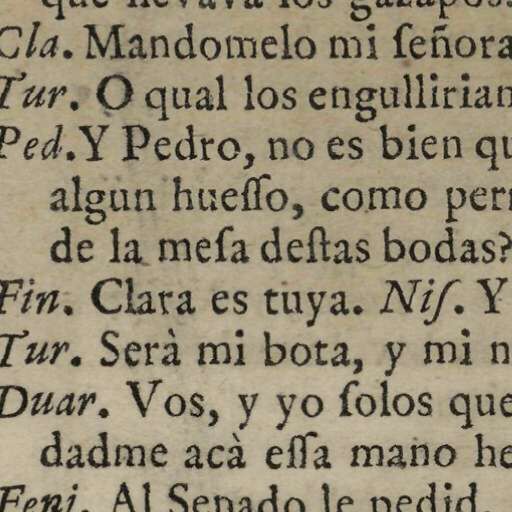 que llevava los gazapos.
Cla. Mandomelo mi ſeñora
Tur. O qual los engullirian
Ped. Y Pedro, no es bien qu
algun hueſſo, como perr
de la meſa deſtas bodas?
Fin. Clara es tuya. Niſ. Y
Tur. Serà mi bota, y mi n
Duar. Vos, y yo ſolos que
dadme acà eſſa mano he
Feni. Al Senado le pedid,